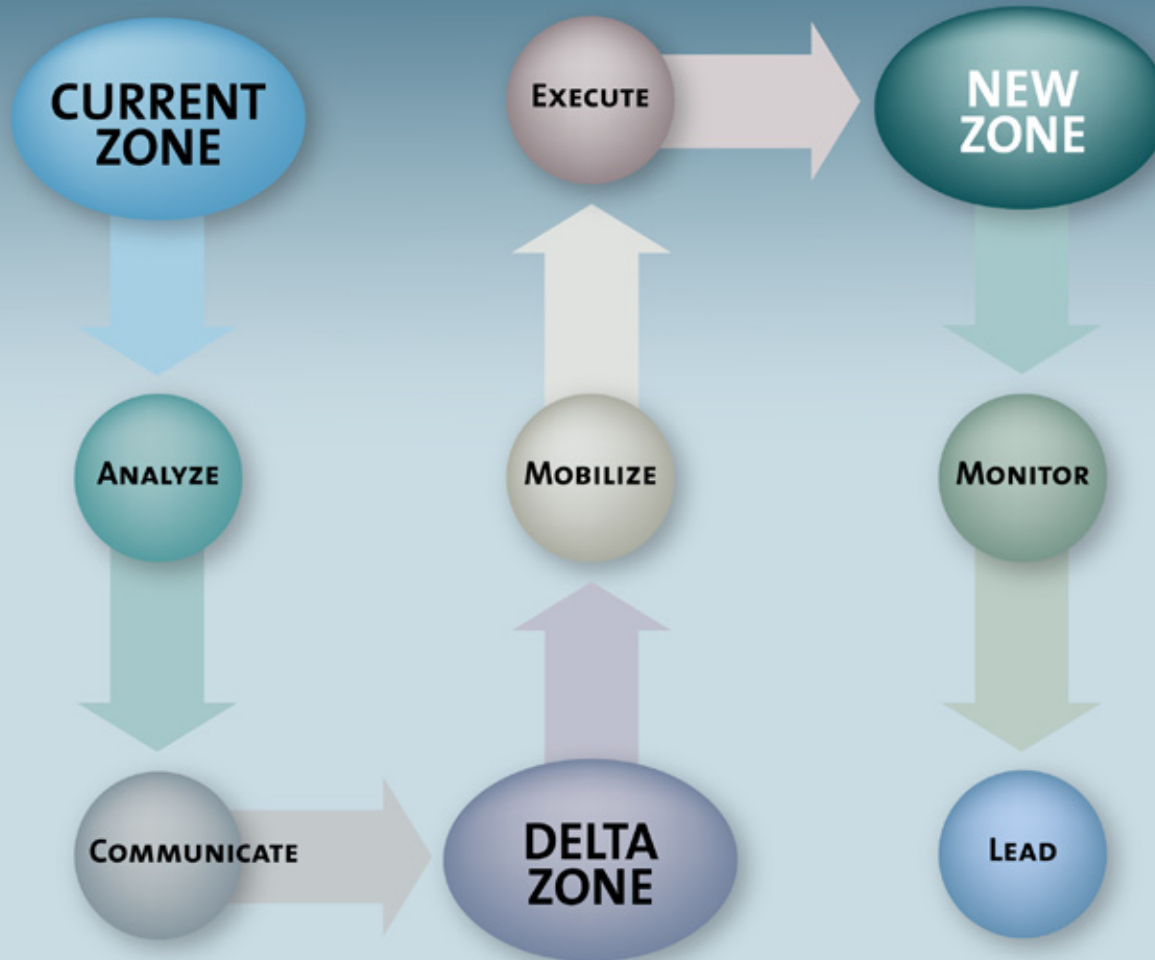 CURRENT
ZONE
ANALYZE
COMMUNICATE
DELTA
ZONE
MOBILIZE
EXECUTE
NEW
ZONE
MONITOR
LEAD